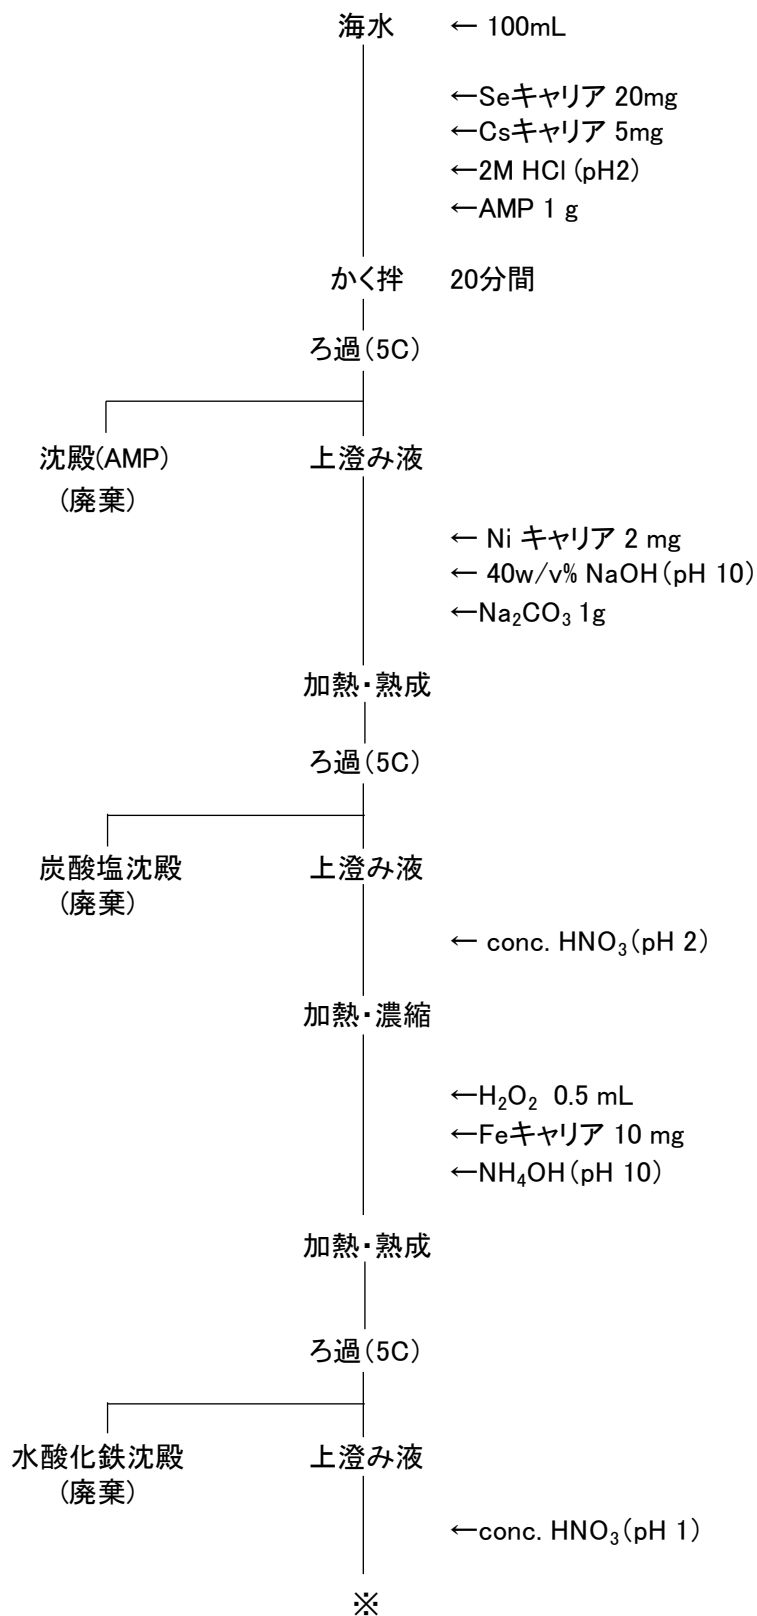 海水 ← 100mL
←Seキャリア 20mg
←Csキャリア 5mg
←2M HCl (pH2)
←AMP 1 g
かく拌 20分間
ろ過（5C）
沈殿(AMP) 上澄み液
（廃棄）
← Ni キャリア 2 mg
← 40w/v% NaOH（pH 10）
←Na₂CO₃ 1g
加熱・熟成
ろ過（5C）
炭酸塩沈殿 上澄み液
（廃棄）
← conc. HNO₃（pH 2）
加熱・濃縮
←H₂O₂ 0.5 mL
←Feキャリア 10 mg
←NH₄OH（pH 10）
加熱・熟成
ろ過（5C）
水酸化鉄沈殿 上澄み液
（廃棄）
←conc. HNO₃（pH 1）
※